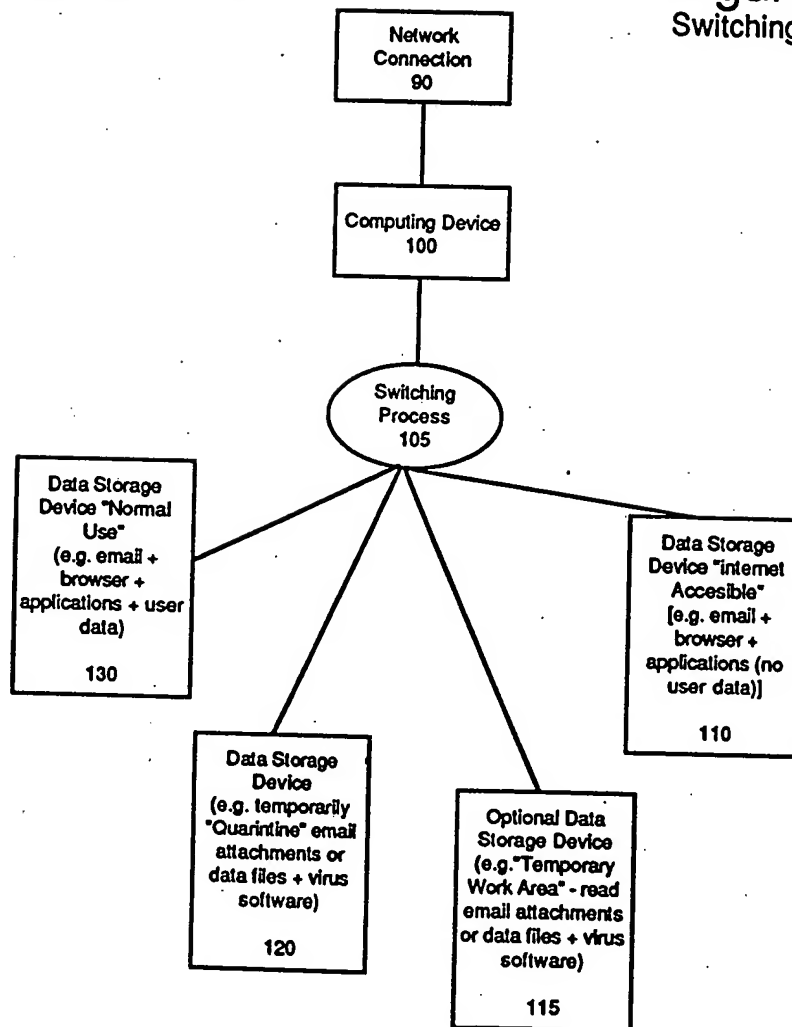 Switching
Network
Connection
90
Computing Device
100
Switching
Process
105
Data Storage
Device "Normal
Use"
(e.g. email +
browser +
applications + user
data)
130
Data Storage
Device "internet
Accesible"
[e.g. email +
browser +
applications (no
user data)]
110
Data Storage
Device
(e.g. temporarily
"Quarintine" email
attachments or
data files + virus
software)
120
Optional Data
Storage Device
(e.g."Temporary
Work Area" - read
email attachments
or data files + virus
software)
115